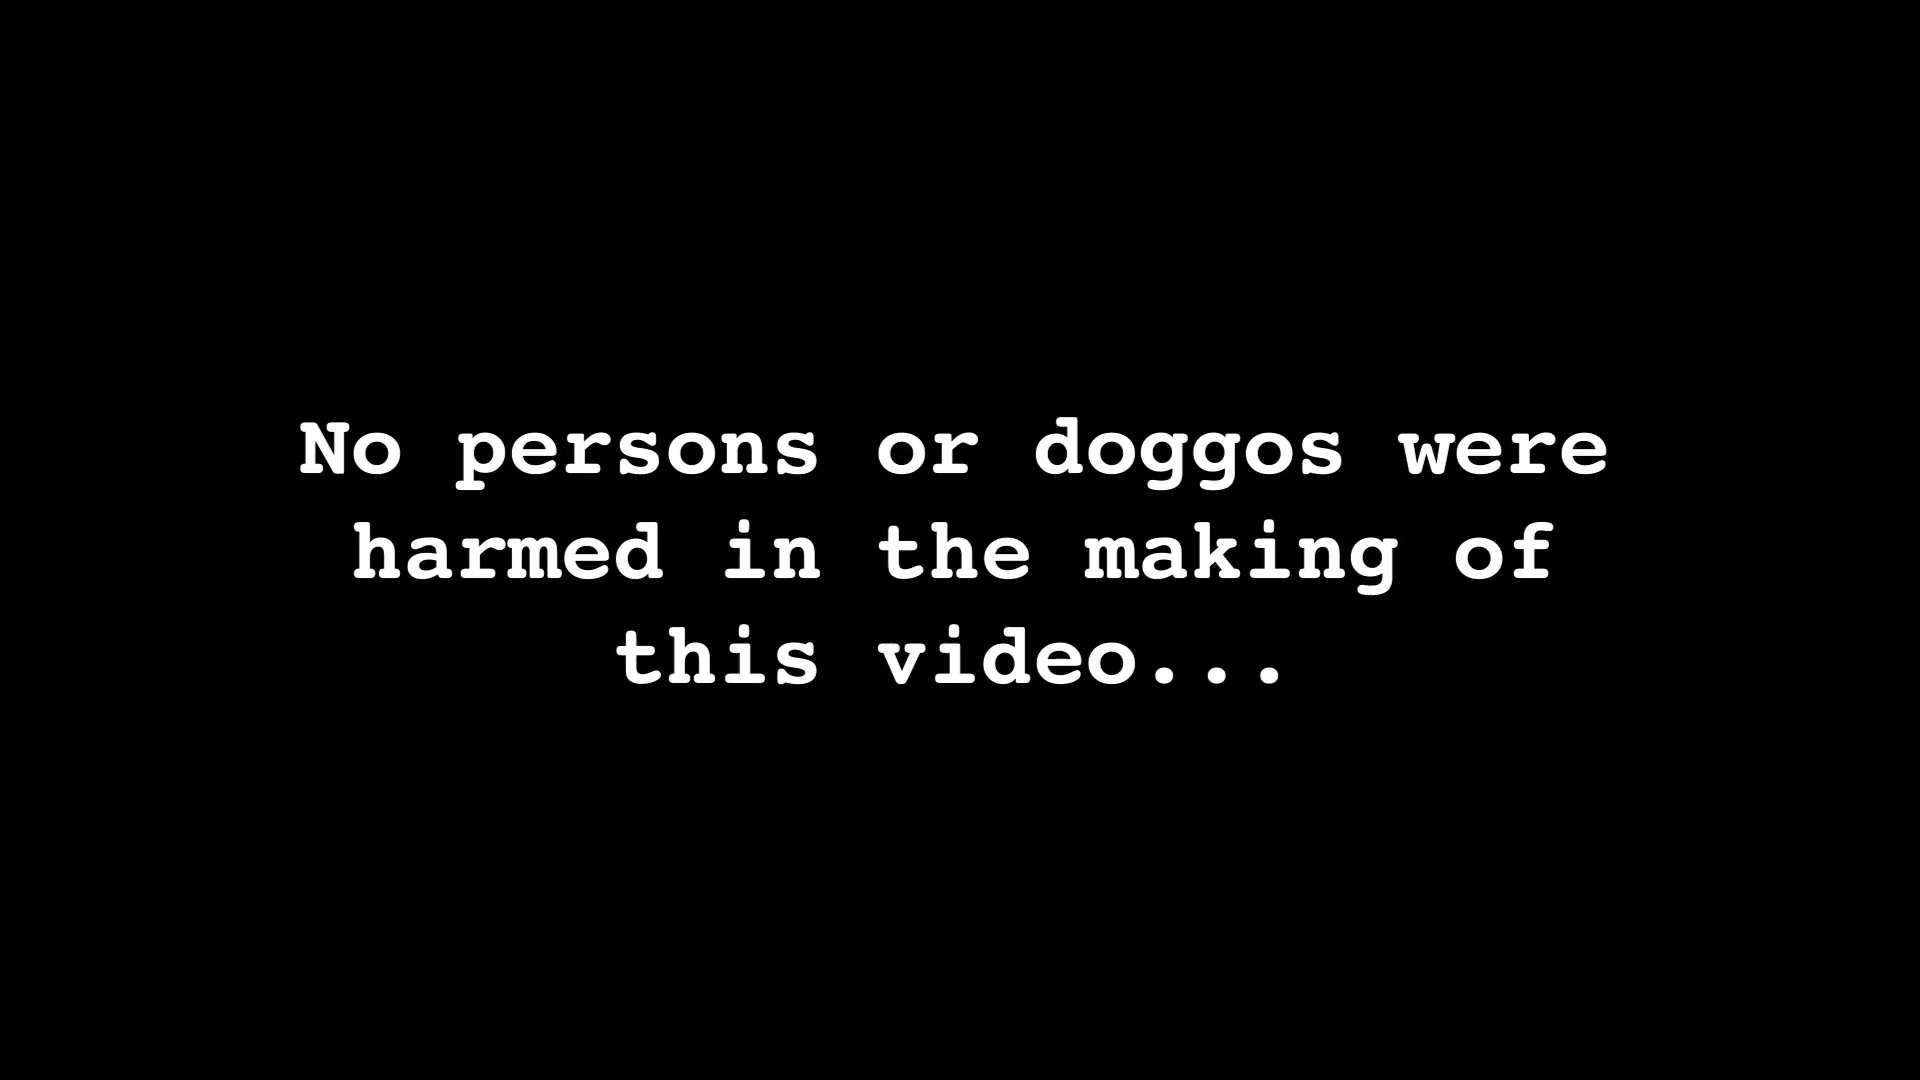 No persons or doggos were
harmed in the making of
this video...